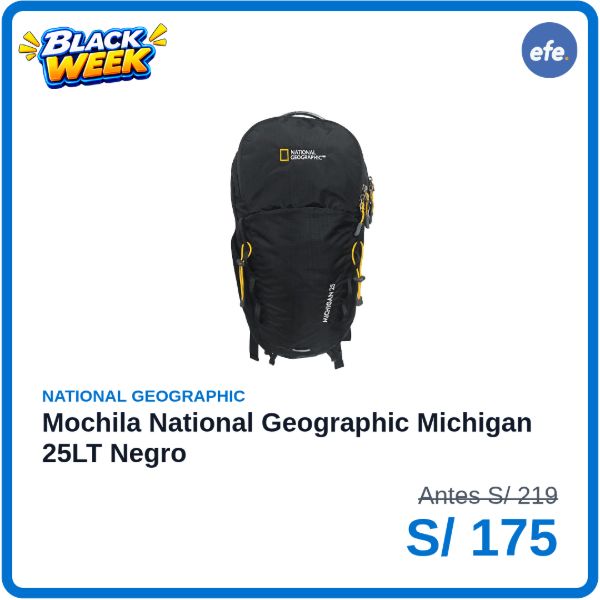 BLACK
WEEK
efe.
NATIONAL
GEOGRAPHIC
MICHIGAN 25
NATIONAL GEOGRAPHIC
Mochila National Geographic Michigan
25LT Negro
Antes S/ 219
S/ 175